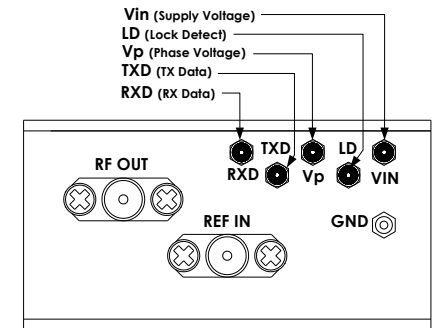 Vin (Supply Voltage)
LD (Lock Detect)
Vp (Phase Voltage)
TXD (TX Data)
RXD (RX Data)
TXD LD
RF OUT RXD Vp VIN
REF IN GND